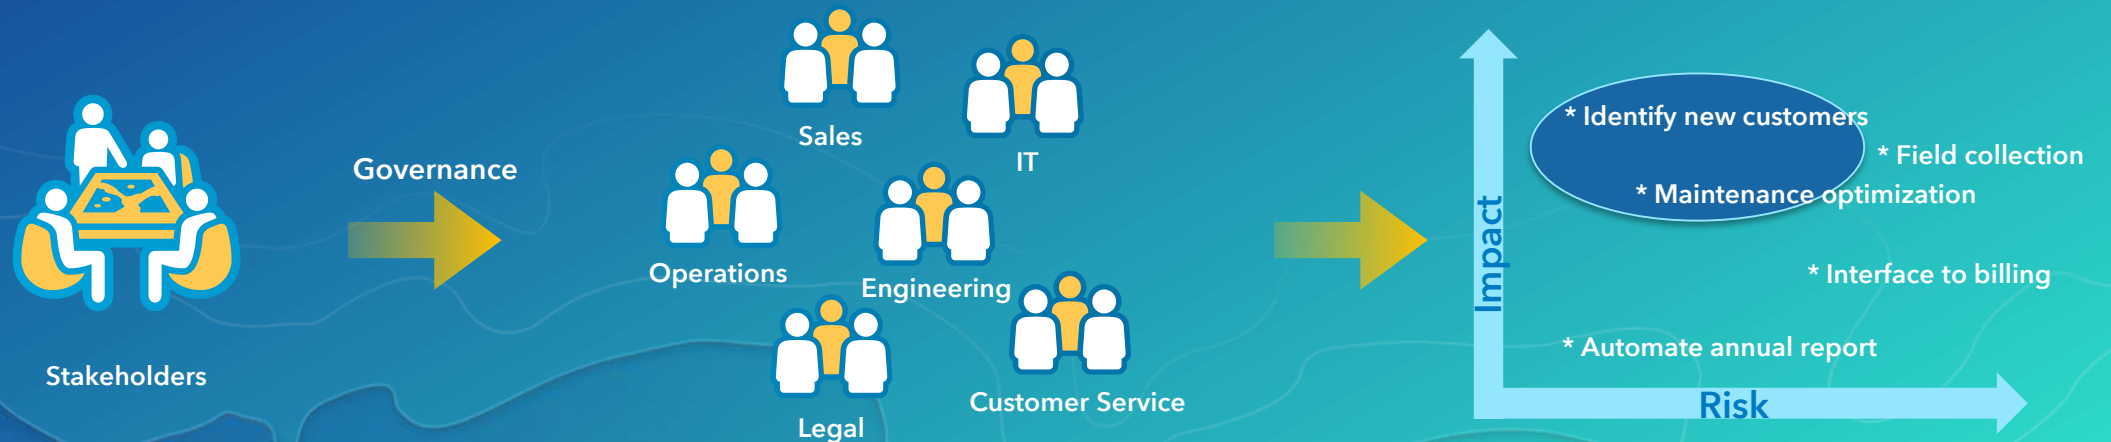 Stakeholders
Governance
Sales
IT
Operations
Engineering
Legal
Customer Service
Impact
* Identify new customers
* Field collection
* Maintenance optimization
* Interface to billing
* Automate annual report
Risk